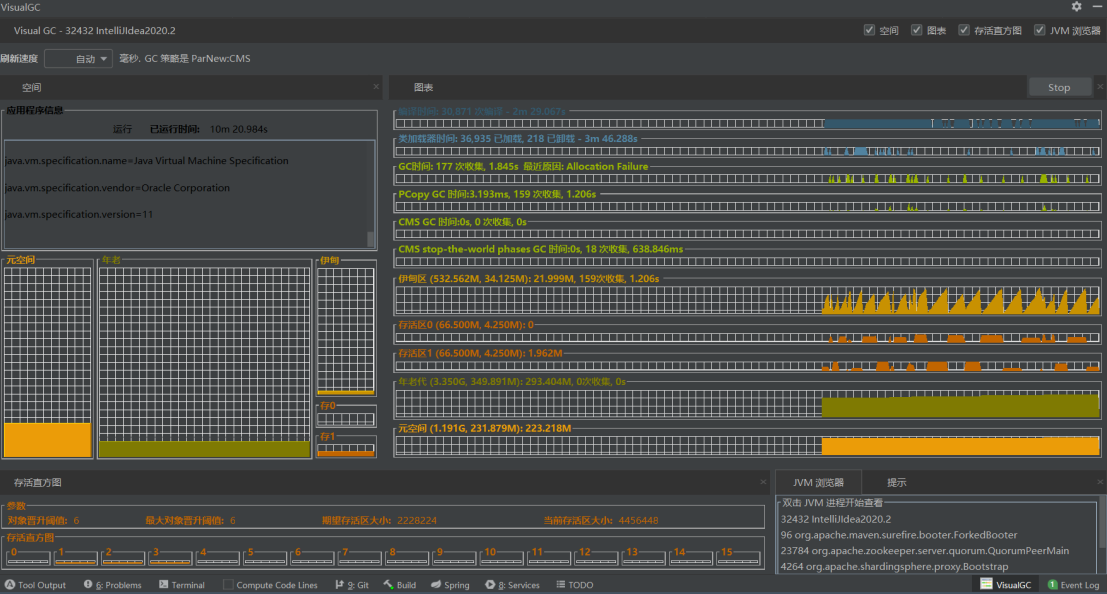 VisualGC
Visual GC - 32432 IntelliJIdea2020.2
空间 图表 存活直方图 JVM 浏览器
刷新速度 自动 毫秒. GC 策略是 ParNew:CMS
空间
应用程序信息
运行 已运行时间: 10m 20.984s
java.vm.specification.name=Java Virtual Machine Specification
java.vm.specification.vendor=Oracle Corporation
java.vm.specification.version=11
元空间
年老
伊甸
存0
存1
图表
Stop
编译时间: 30,871 次编译 - 2m 29.067s
类加载器时间: 36,935 已加载, 218 已卸载 - 3m 46.288s
GC时间: 177 次收集, 1.845s 最近原因: Allocation Failure
PCopy GC 时间:3.193ms, 159 次收集, 1.206s
CMS GC 时间:0s, 0 次收集, 0s
CMS stop-the-world phases GC 时间:0s, 18 次收集, 638.846ms
伊甸区 (532.562M, 34.125M): 21.999M, 159次收集, 1.206s
存活区0 (66.500M, 4.250M): 0
存活区1 (66.500M, 4.250M): 1.962M
年老代 (3.350G, 349.891M): 293.404M, 0次收集, 0s
元空间 (1.191G, 231.879M): 223.218M
存活直方图
参数
对象晋升阈值: 6 最大对象晋升阈值: 6 期望存活区大小: 2228224 当前存活区大小: 4456448
存活直方图
0 1 2 3 4 5 6 7 8 9 10 11 12 13 14 15
JVM 浏览器 提示
双击 JVM 进程开始查看
32432 IntelliJIdea2020.2
96 org.apache.maven.surefire.booter.ForkedBooter
23784 org.apache.zookeeper.server.quorum.QuorumPeerMain
4264 org.apache.shardingsphere.proxy.Bootstrap
Tool Output 6: Problems Terminal Compute Code Lines 9: Git Build Spring 8: Services TODO VisualGC 1 Event Log